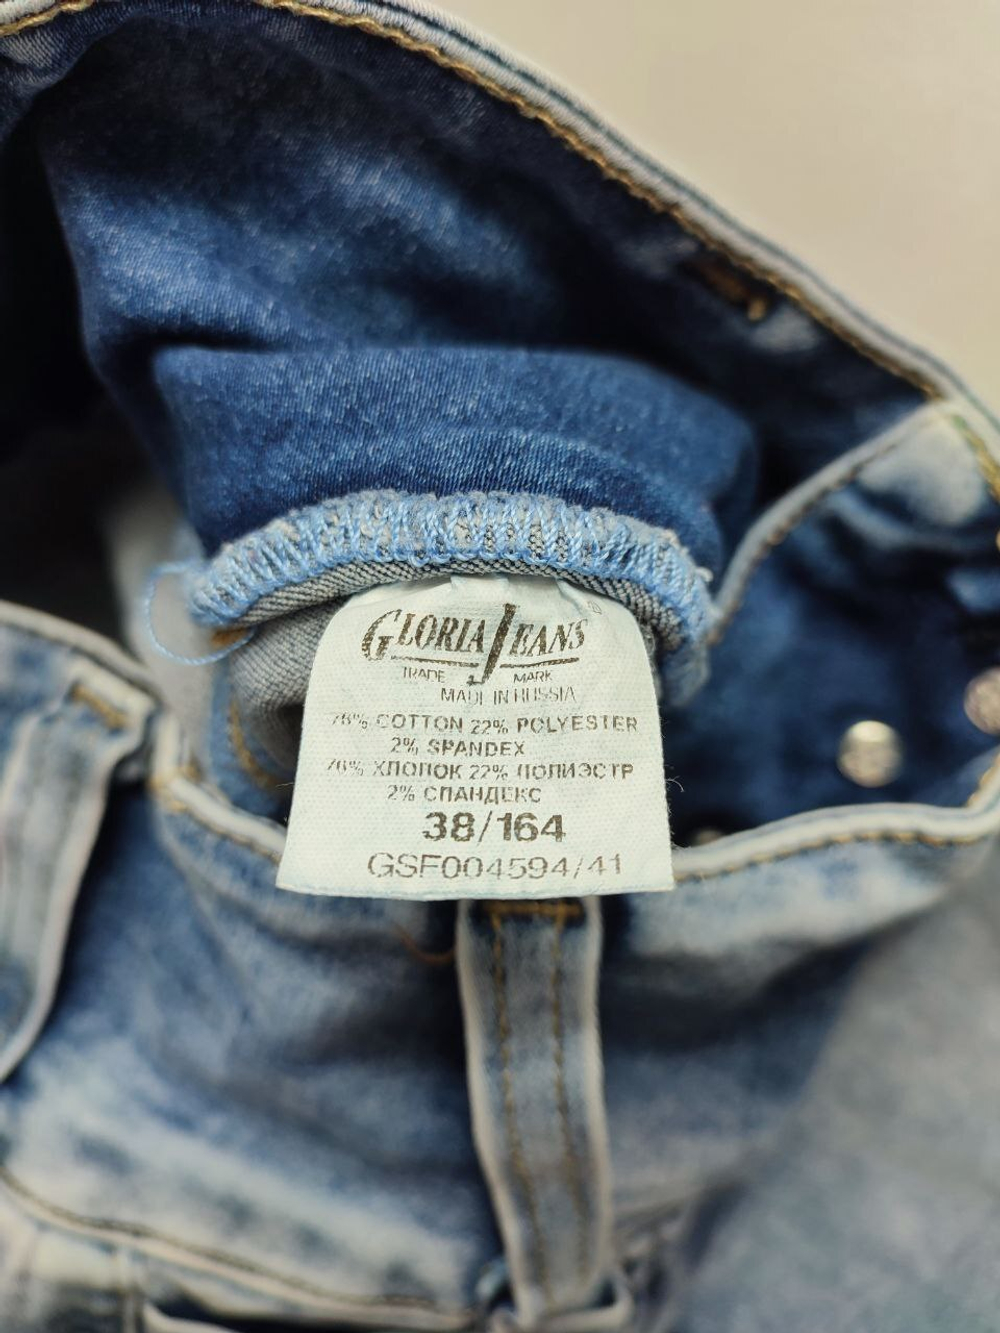 GLORIA JEANS ®
TRADE MARK
MADE IN RUSSIA
76% COTTON 22% POLYESTER
2% SPANDEX
76% ХЛОПОК 22% ПОЛИЭСТР
2% СПАНДЕКС
38/164
GSF004594/41